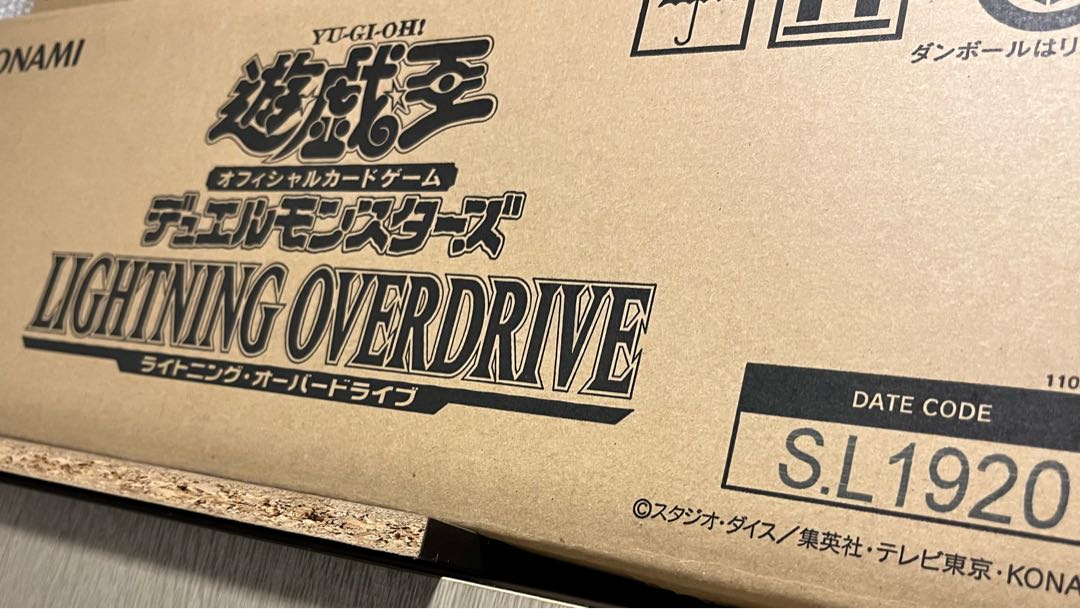 KONAMI
YU-GI-OH!
遊戯王
オフィシャルカードゲーム
デュエルモンスターズ
LIGHTNING OVERDRIVE
ライトニング・オーバードライブ
ダンボールはリ
110
DATE CODE
S.L1920
©スタジオ・ダイス／集英社・テレビ東京・KONA